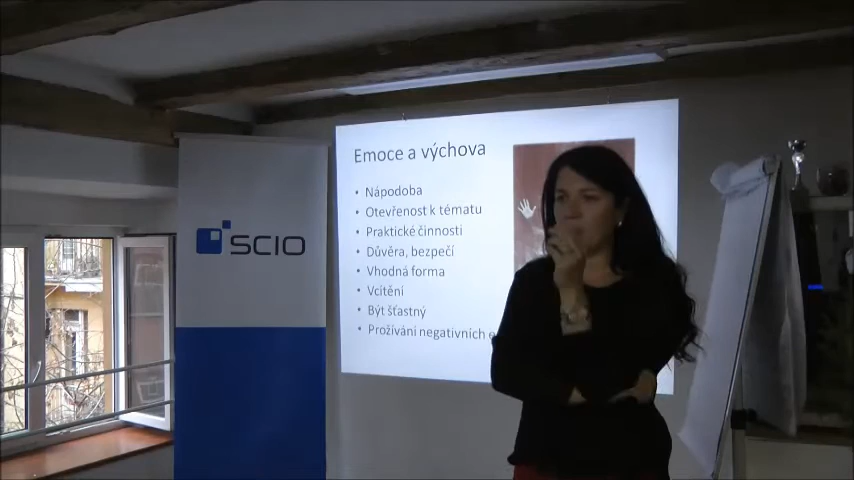 Emoce a výchova
• Nápodoba
• Otevřenost k tématu
• Praktické činnosti
• Důvěra, bezpečí
• Vhodná forma
• Vcítění
• Být šťastný
• Prožívání negativních
SCIO